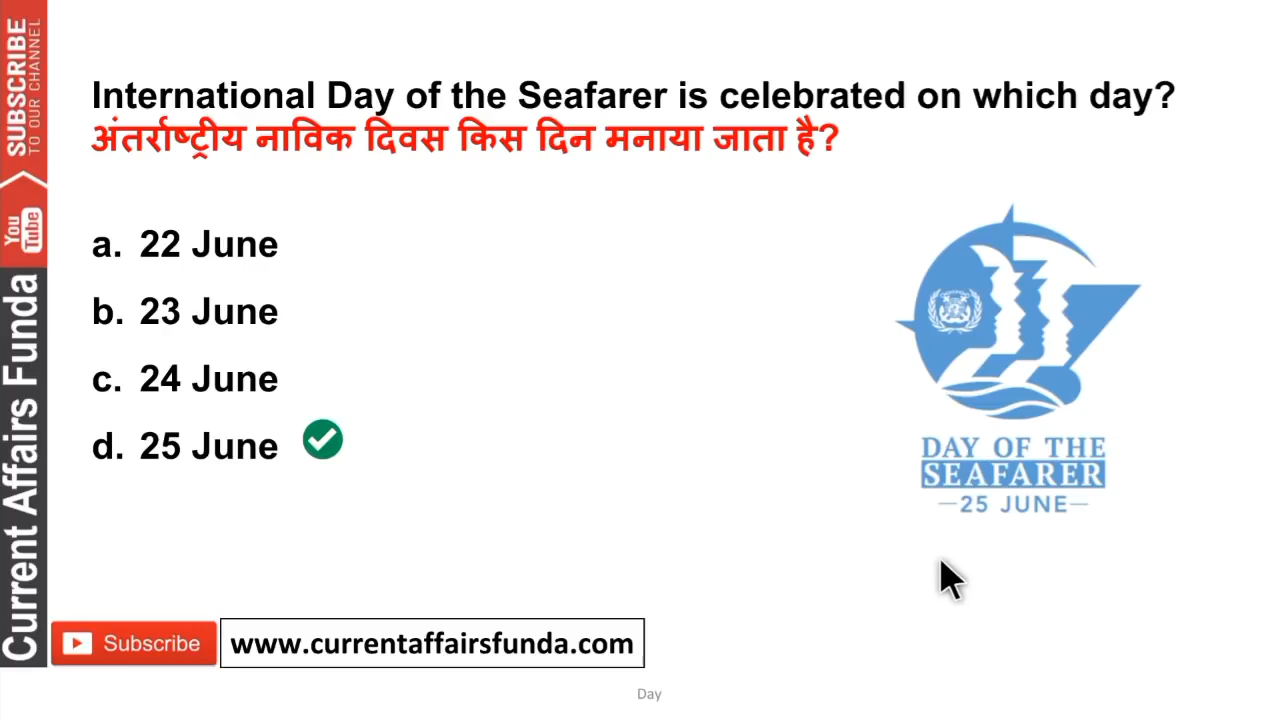 SUBSCRIBE
TO OUR CHANNEL
You
Tube
Current Affairs Funda
International Day of the Seafarer is celebrated on which day?
अंतर्राष्ट्रीय नाविक दिवस किस दिन मनाया जाता है?
a. 22 June
b. 23 June
c. 24 June
d. 25 June
DAY OF THE
SEAFARER
—25 JUNE—
Subscribe
www.currentaffairsfunda.com
Day